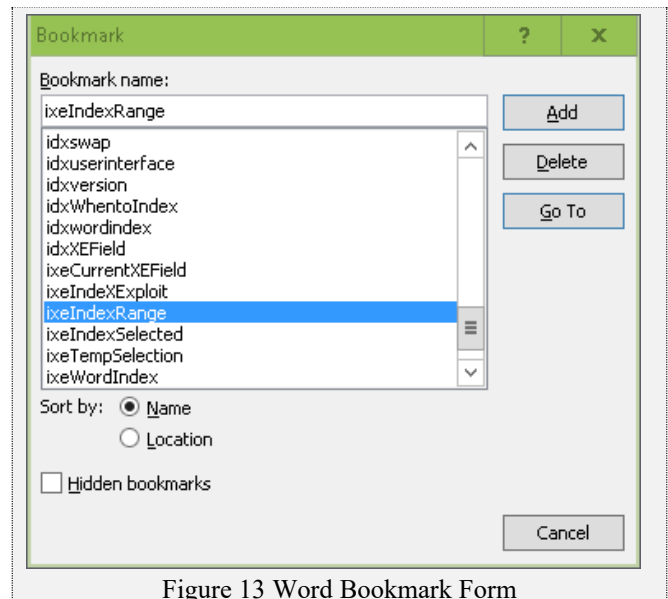 Bookmark ? x
Bookmark name:
ixeIndexRange
Add
idxswap
idxuserinterface
Delete
idxversion
idxWhentoIndex
Go To
idxwordindex
idxXEField
ixeCurrentXEField
ixeIndeXExploit
ixeIndexRange
ixeIndexSelected
ixeTempSelection
ixeWordIndex
Sort by: Name
Location
Hidden bookmarks
Cancel
Figure 13 Word Bookmark Form